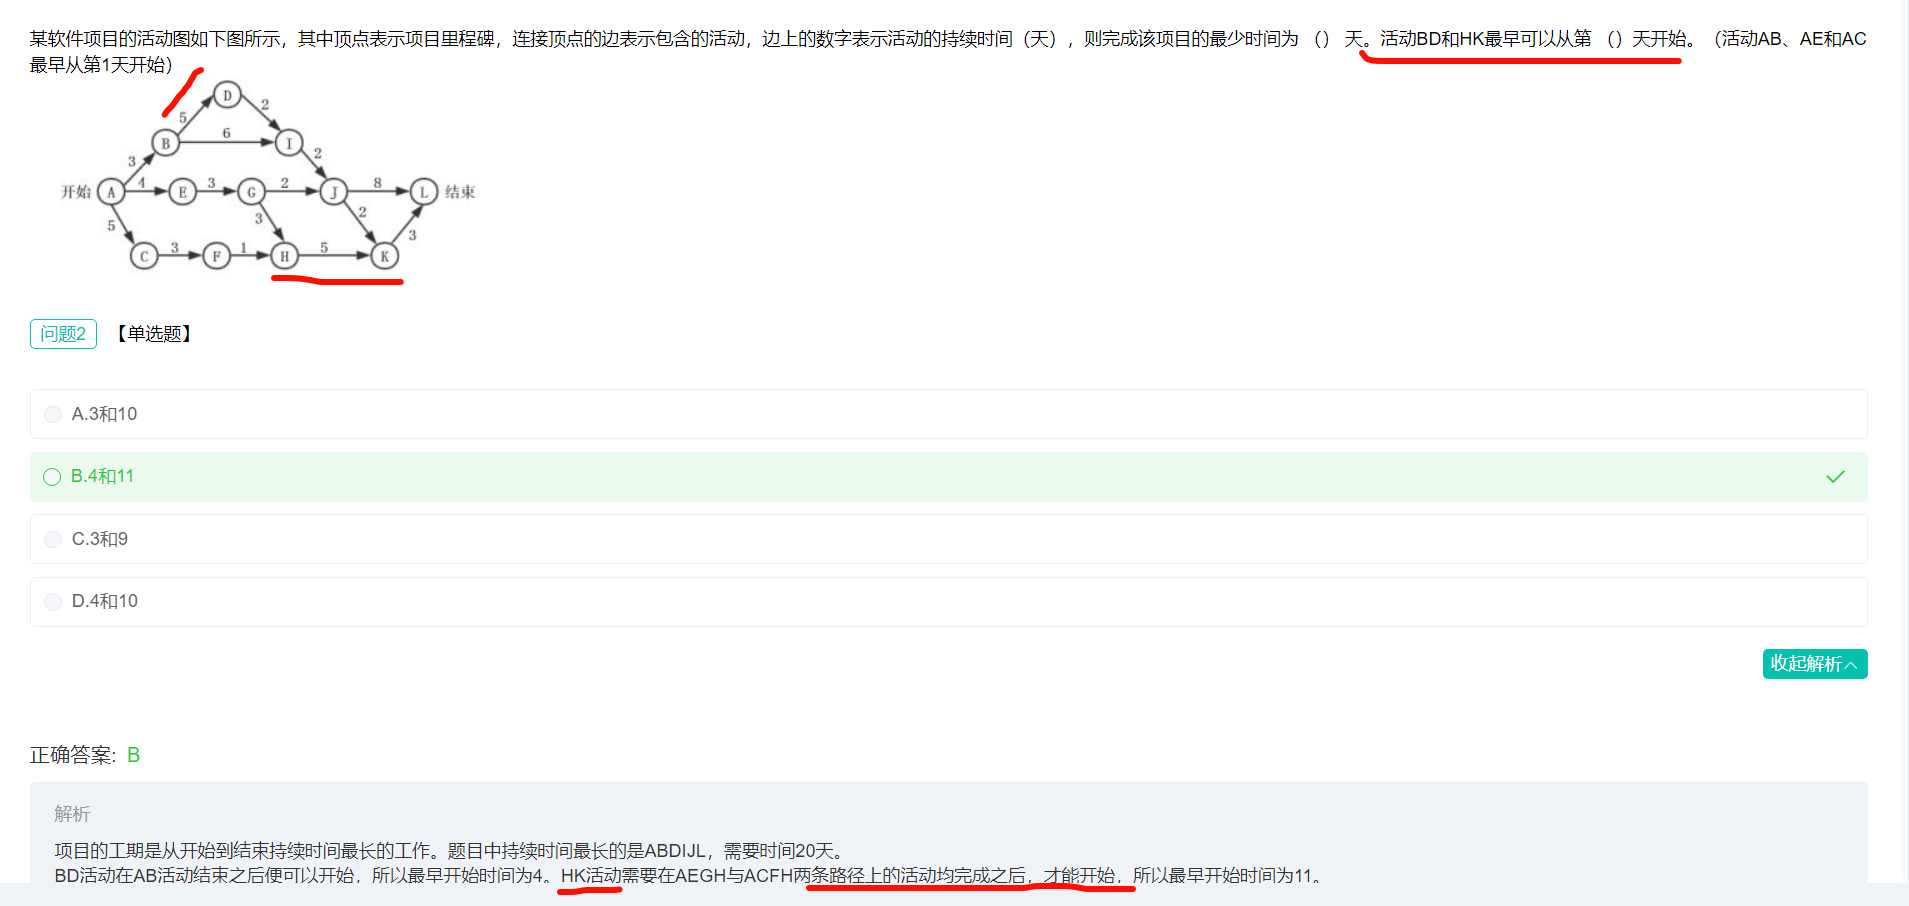 某软件项目的活动图如下图所示，其中顶点表示项目里程碑，连接顶点的边表示包含的活动，边上的数字表示活动的持续时间（天），则完成该项目的最少时间为 （） 天。活动BD和HK最早可以从第 （）天开始。（活动AB、AE和AC
最早从第1天开始）
D
5
2
B
6
I
3
2
开始
A
4
E
3
G
2
J
8
L
结束
5
3
2
3
C
3
F
1
H
5
K
问题2
【单选题】
A.3和10
B.4和11
C.3和9
D.4和10
收起解析
正确答案: B
解析
项目的工期是从开始到结束持续时间最长的工作。题目中持续时间最长的是ABDIJL，需要时间20天。
BD活动在AB活动结束之后便可以开始，所以最早开始时间为4。HK活动需要在AEGH与ACFH两条路径上的活动均完成之后，才能开始，所以最早开始时间为11。